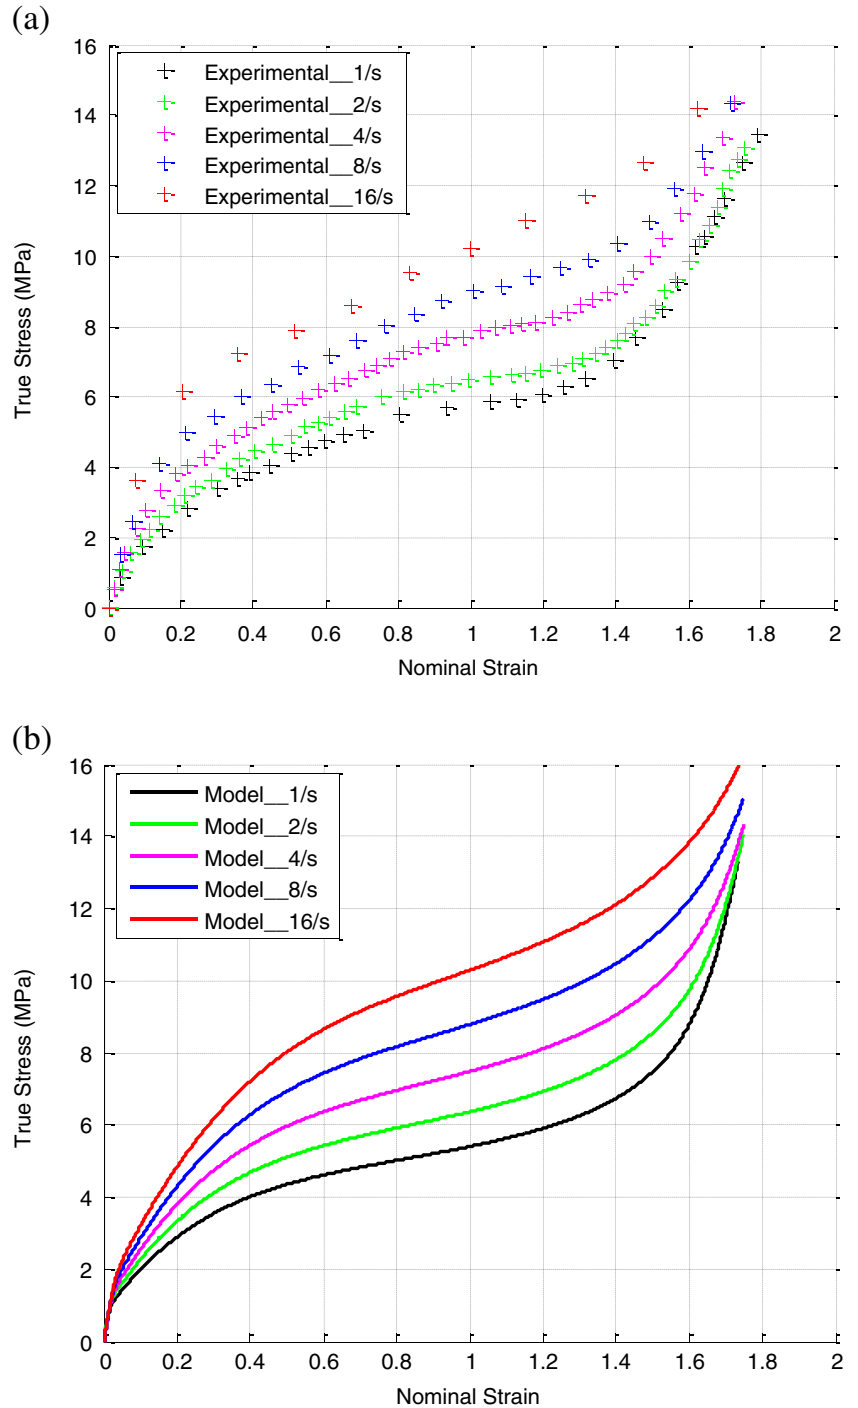 (a)
16
14
12
10
8
6
4
2
0
True Stress (MPa)
Experimental__1/s
Experimental__2/s
Experimental__4/s
Experimental__8/s
Experimental__16/s
0 0.2 0.4 0.6 0.8 1 1.2 1.4 1.6 1.8 2
Nominal Strain
(b)
16
14
12
10
8
6
4
2
0
True Stress (MPa)
Model__1/s
Model__2/s
Model__4/s
Model__8/s
Model__16/s
0 0.2 0.4 0.6 0.8 1 1.2 1.4 1.6 1.8 2
Nominal Strain